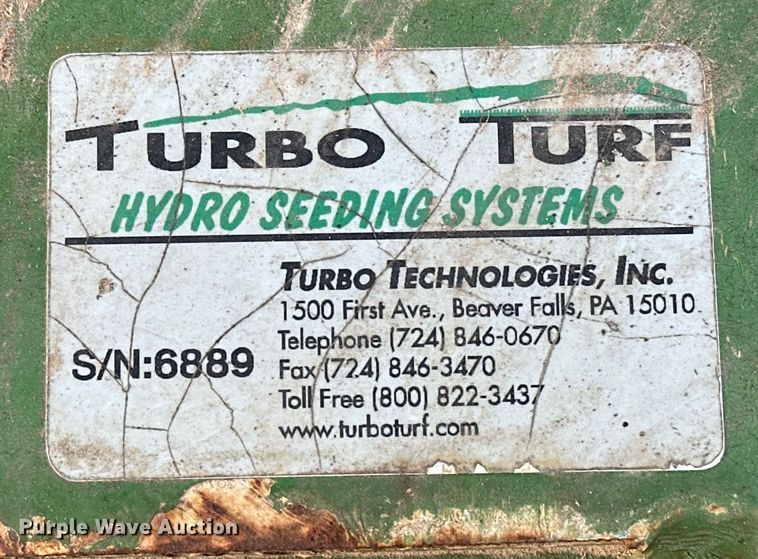 TURBO TURF
HYDRO SEEDING SYSTEMS
TURBO TECHNOLOGIES, INC.
1500 First Ave., Beaver Falls, PA 15010
Telephone (724) 846-0670
S/N:6889
Fax (724) 846-3470
Toll Free (800) 822-3437
www.turboturf.com
Purple Wave Auction